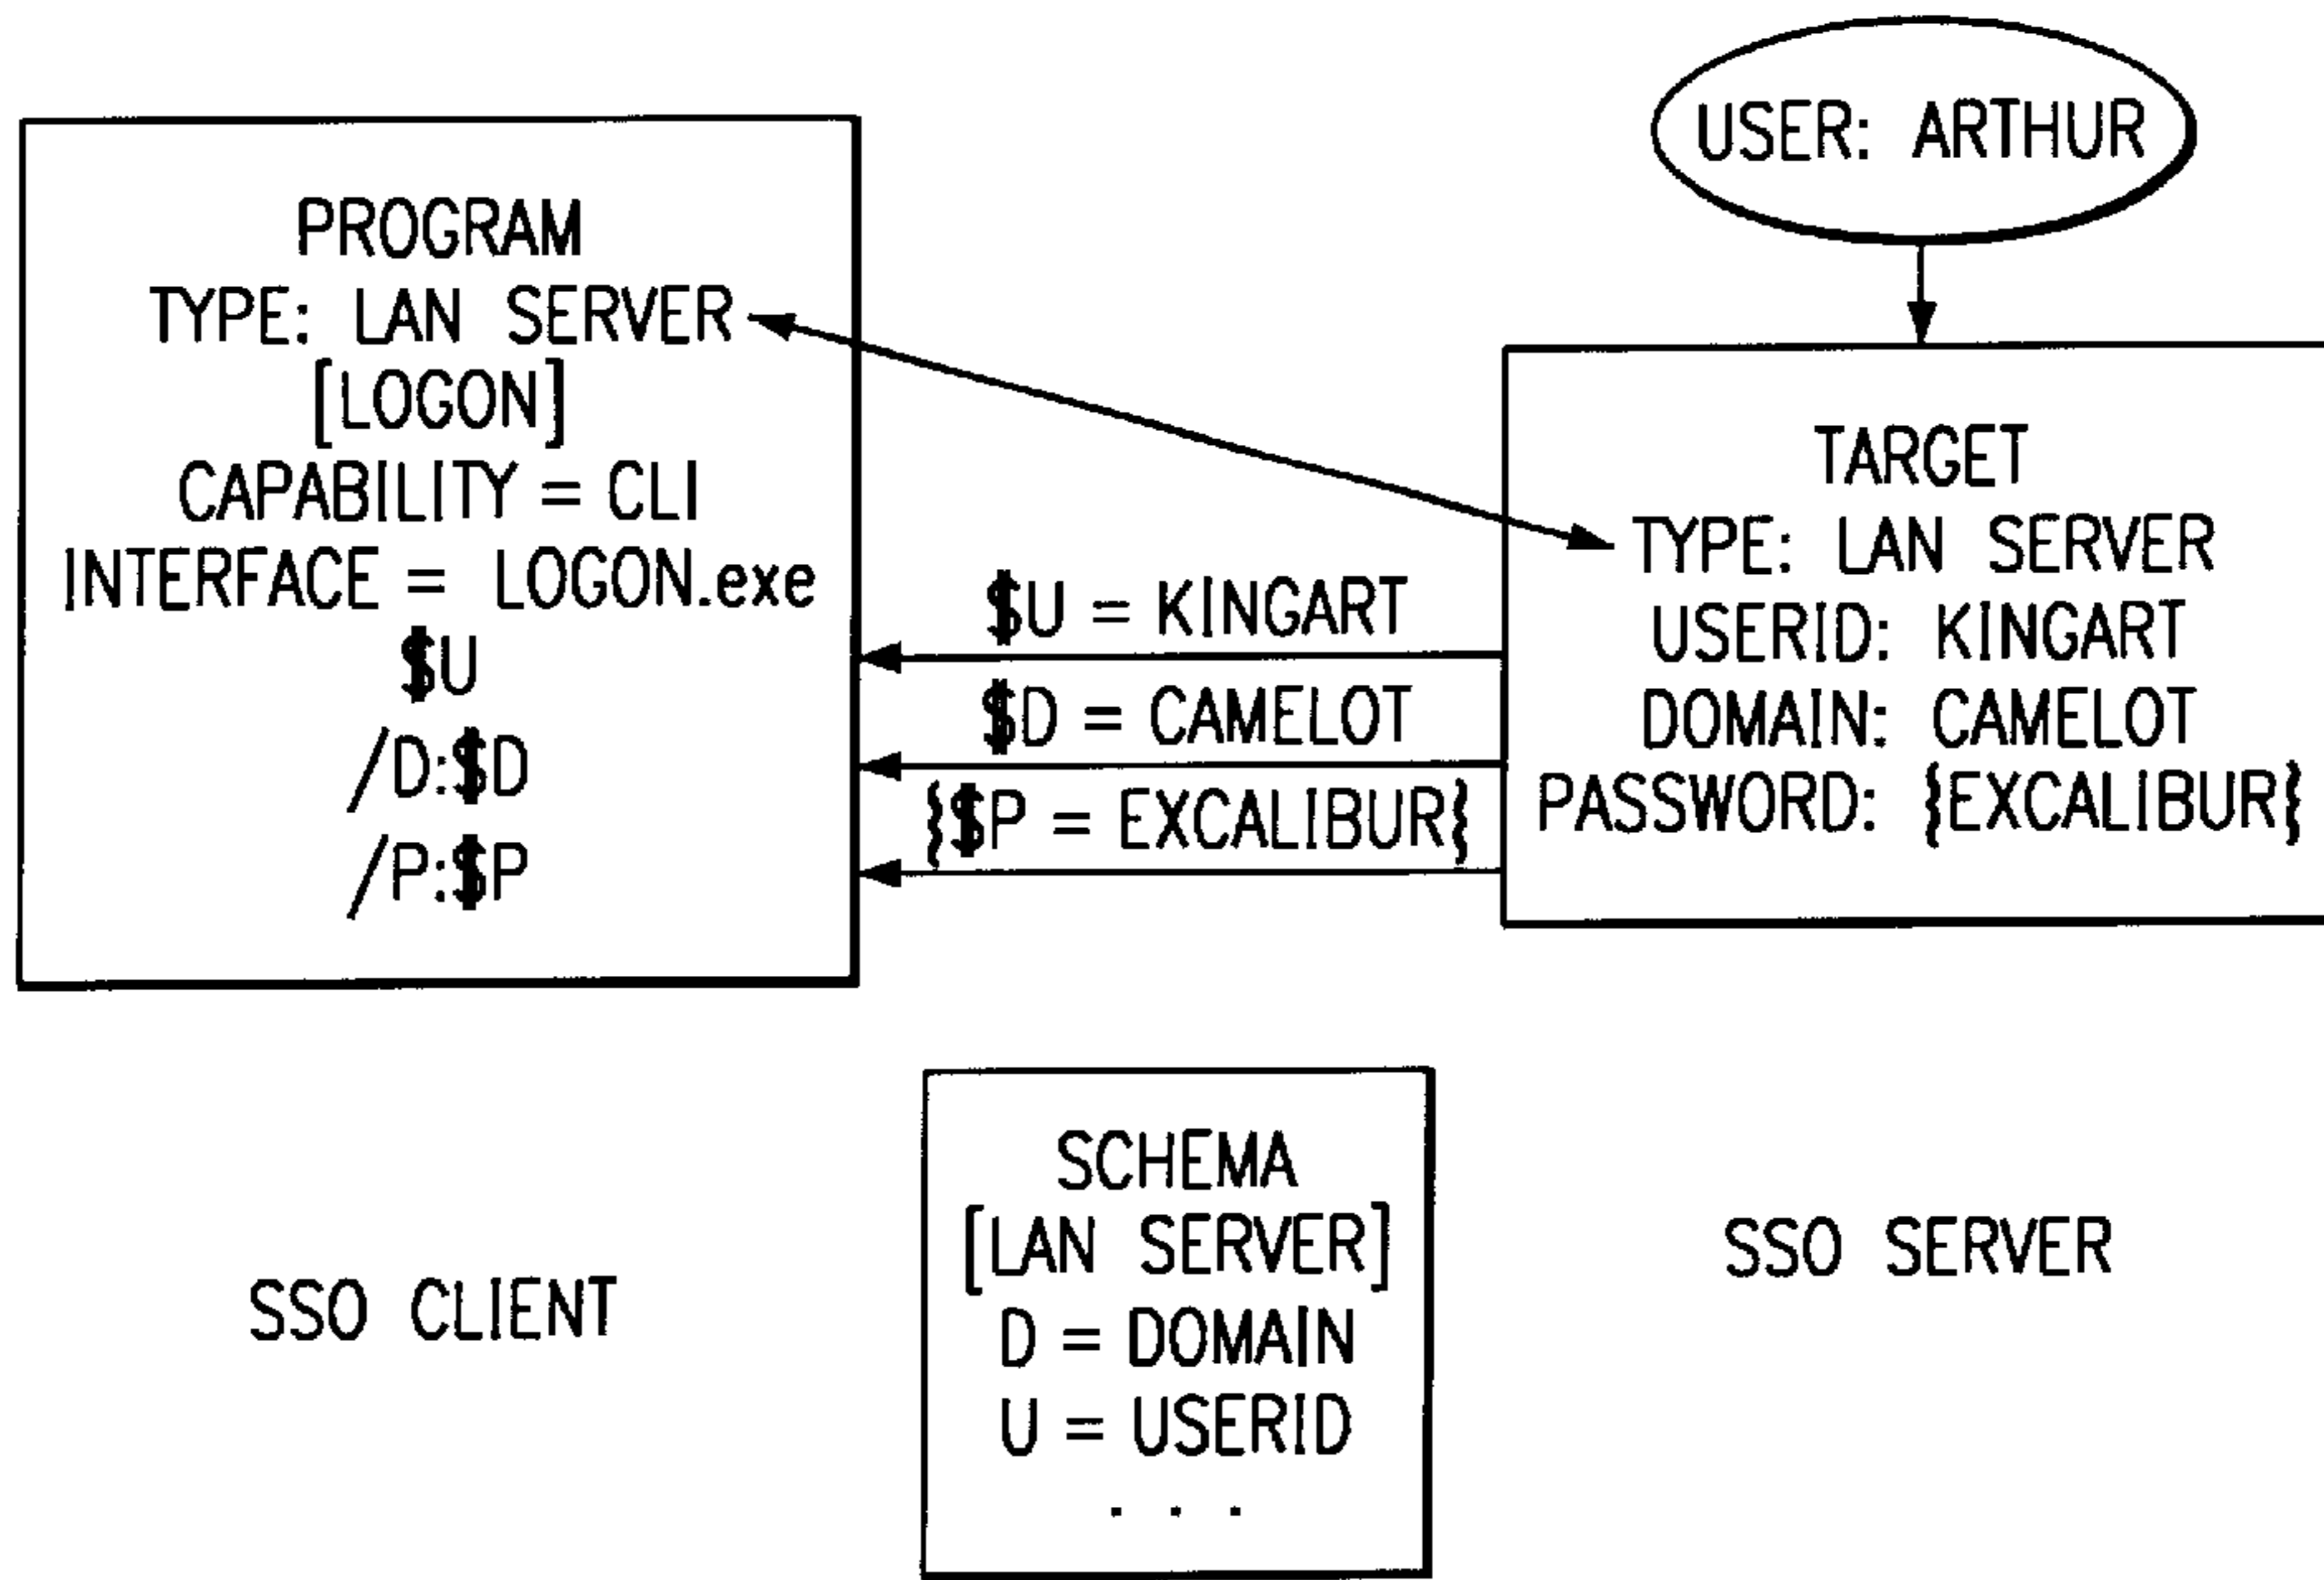 USER: ARTHUR
PROGRAM
TYPE: LAN SERVER
[LOGON]
CAPABILITY = CLI
INTERFACE = LOGON.exe
$U
/D:$D
/P:$P
$U = KINGART
$D = CAMELOT
{$P = EXCALIBUR}
TARGET
TYPE: LAN SERVER
USERID: KINGART
DOMAIN: CAMELOT
PASSWORD: {EXCALIBUR}
SCHEMA
[LAN SERVER]
D = DOMAIN
U = USERID
. . .
SSO CLIENT
SSO SERVER